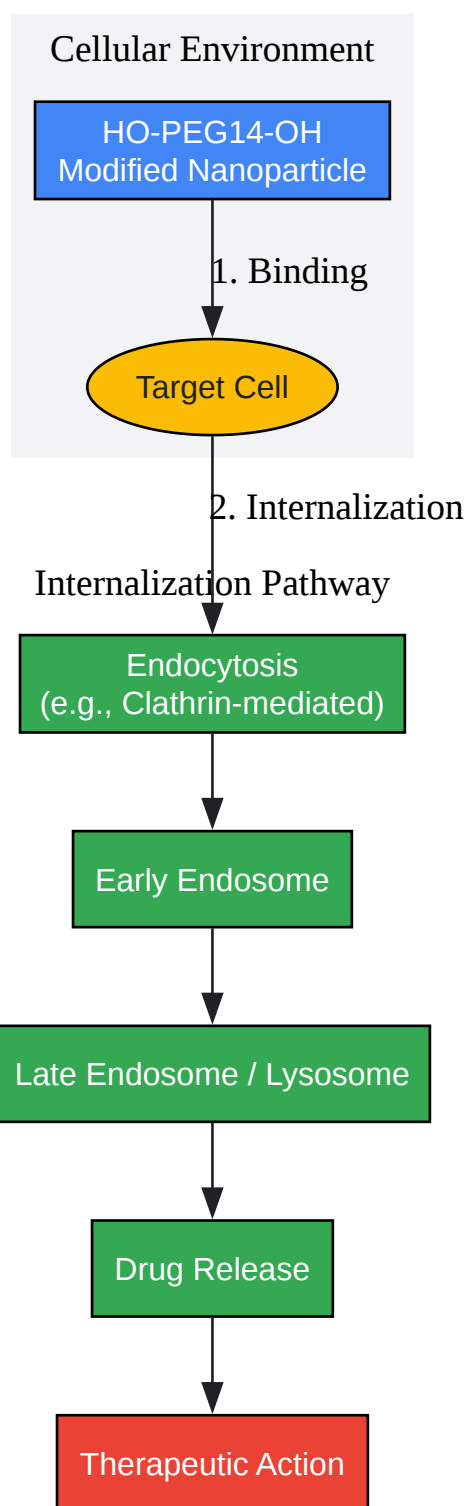 Cellular Environment
HO-PEG14-OH
Modified Nanoparticle
1. Binding
Target Cell
2. Internalization
Internalization Pathway
Endocytosis
(e.g., Clathrin-mediated)
Early Endosome
Late Endosome / Lysosome
Drug Release
Therapeutic Action